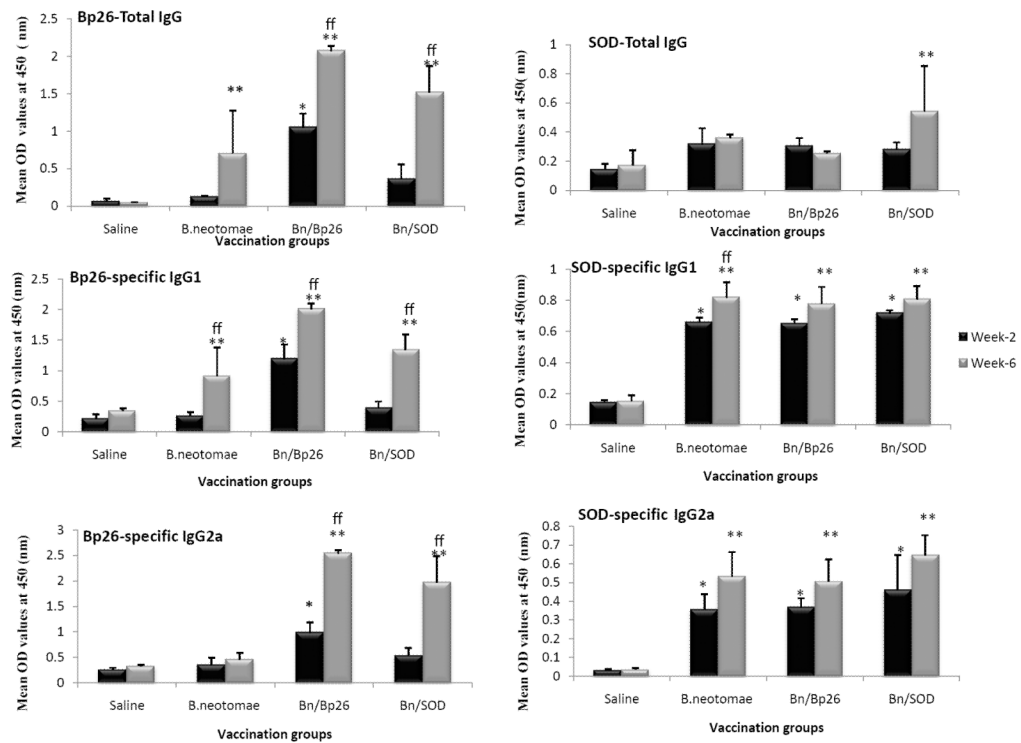 Bp26-Total IgG
Mean OD values at 450 ( nm)
2.5
2
1.5
1
0.5
0
ff
**
ff
**
**
*
Saline B.neotomae Bn/Bp26 Bn/SOD
Vaccination groups
SOD-Total IgG
Mean OD values at 450( nm)
1
0.8
0.6
0.4
0.2
0
**
Saline B.neotomae Bn/Bp26 Bn/SOD
Vaccination groups
Bp26-specific IgG1
Mean OD values at 450 (nm)
2.5
2
1.5
1
0.5
0
ff
**
*
ff
**
ff
**
Saline B.neotomae Bn/Bp26 Bn/SOD
Vaccination groups
SOD-specific IgG1
Mean OD values at 450(nm)
1
0.8
0.6
0.4
0.2
0
*
ff
**
*
**
*
**
Saline B.neotomae Bn/Bp26 Bn/SOD
Vaccination groups
Week-2
Week-6
Bp26-specific IgG2a
Mean OD values at 450 (nm)
3
2.5
2
1.5
1
0.5
0
*
ff
**
ff
**
Saline B.neotomae Bn/Bp26 Bn/SOD
Vaccination groups
SOD-specific IgG2a
Mean OD values at 450 (nm)
0.8
0.7
0.6
0.5
0.4
0.3
0.2
0.1
0
*
**
*
**
*
**
Saline B.neotomae Bn/Bp26 Bn/SOD
Vaccination groups